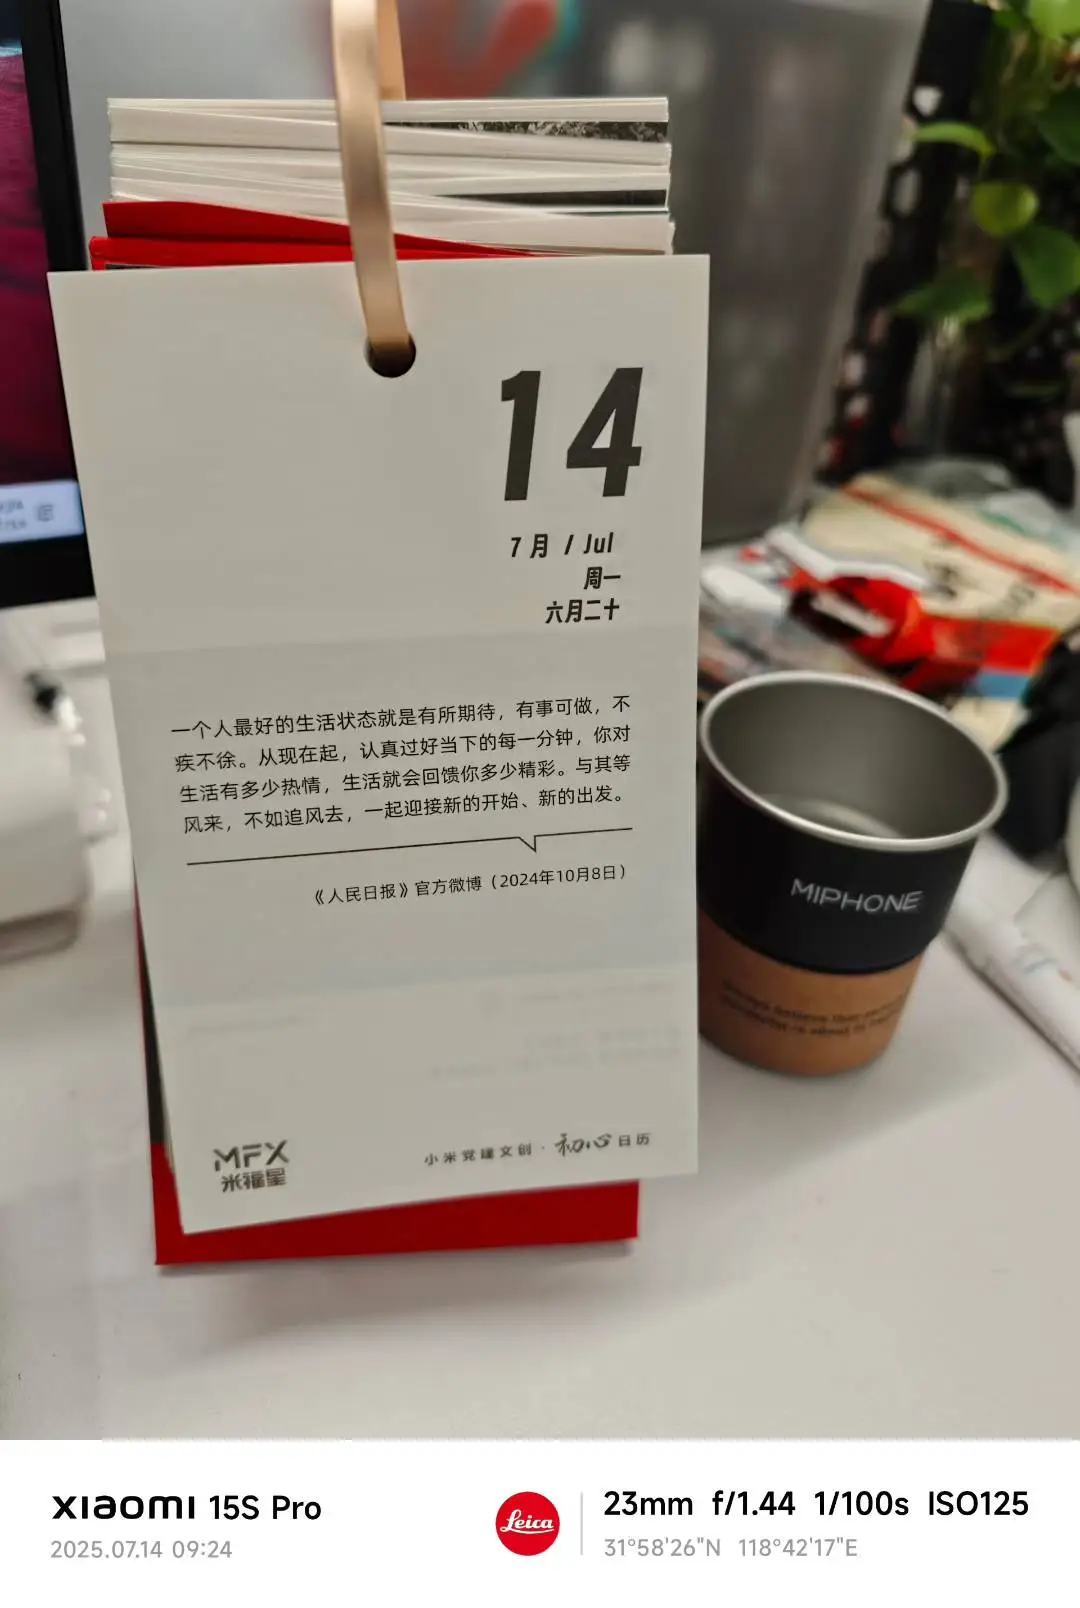 14
7月 / Jul
周一
六月二十
一个人最好的生活状态就是有所期待，有事可做，不
疾不徐。从现在起，认真过好当下的每一分钟，你对
生活有多少热情，生活就会回馈你多少精彩。与其等
风来，不如追风去，一起迎接新的开始、新的出发。
《人民日报》官方微博（2024年10月8日）
MFX
米福星
小米党建文创·初心日历
MIPHONE
xiaomi 15S Pro
2025.07.14 09:24
Leica
23mm f/1.44 1/100s ISO125
31°58'26"N 118°42'17"E